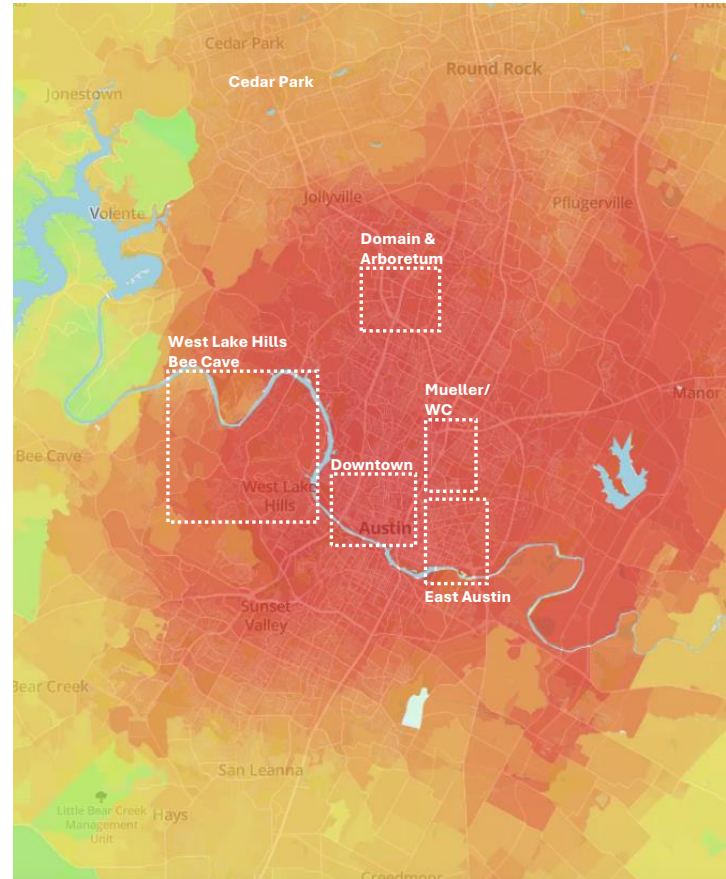 Cedar Park
Cedar Park
Round Rock
Jonestown
Jollyville
Volente
Pflugerville
Domain &
Arboretum
West Lake Hills
Bee Cave
Mueller/
WC
Manor
Bee Cave
Downtown
West Lake
Hills
Austin
East Austin
Sunset
Valley
Bear Creek
San Leanna
Little Bear Creek
Management
Unit
Hays
Creedmoor